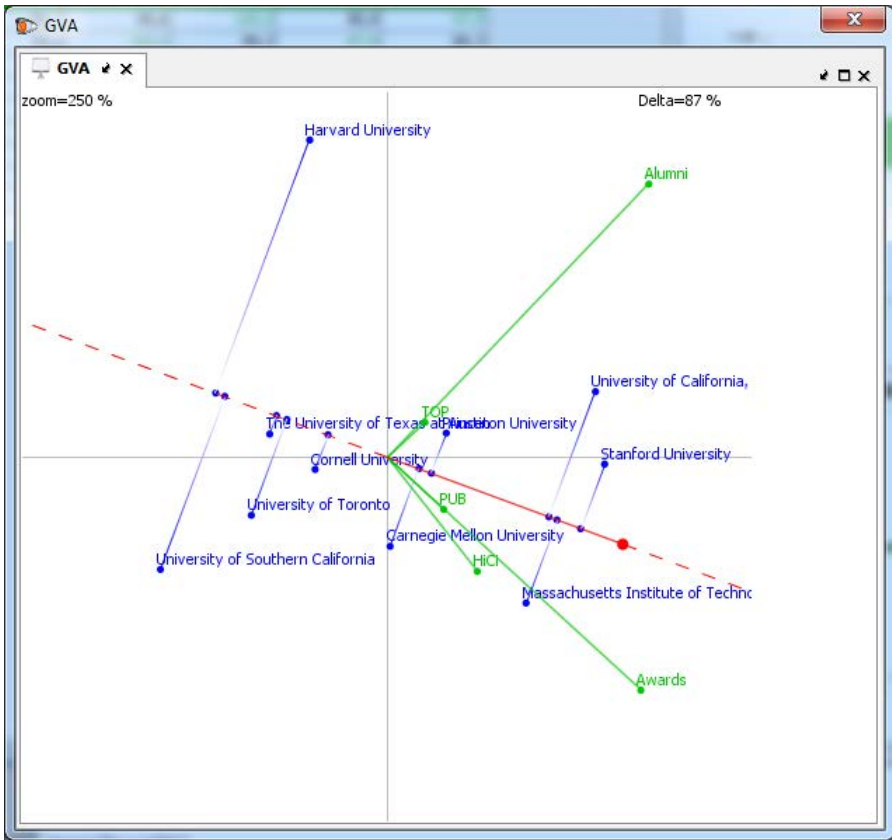 GVA
GVA
zoom=250 %
Delta=87 %
Harvard University
Alumni
University of California,
TOP
The University of Texas at Austin
Princeton University
Stanford University
Cornell University
PUB
University of Toronto
Carnegie Mellon University
University of Southern California
HiCi
Massachusetts Institute of Techno
Awards